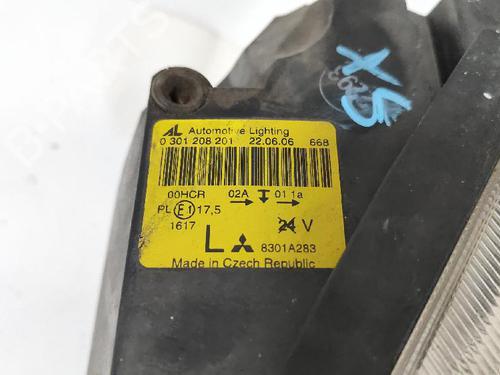 AL Automotive Lighting
0 301 208 201 22.06.06 668
00HCR 02A 01 1a
PL E1 17,5
1617
24 V
L 8301A283
Made in Czech Republic
X5